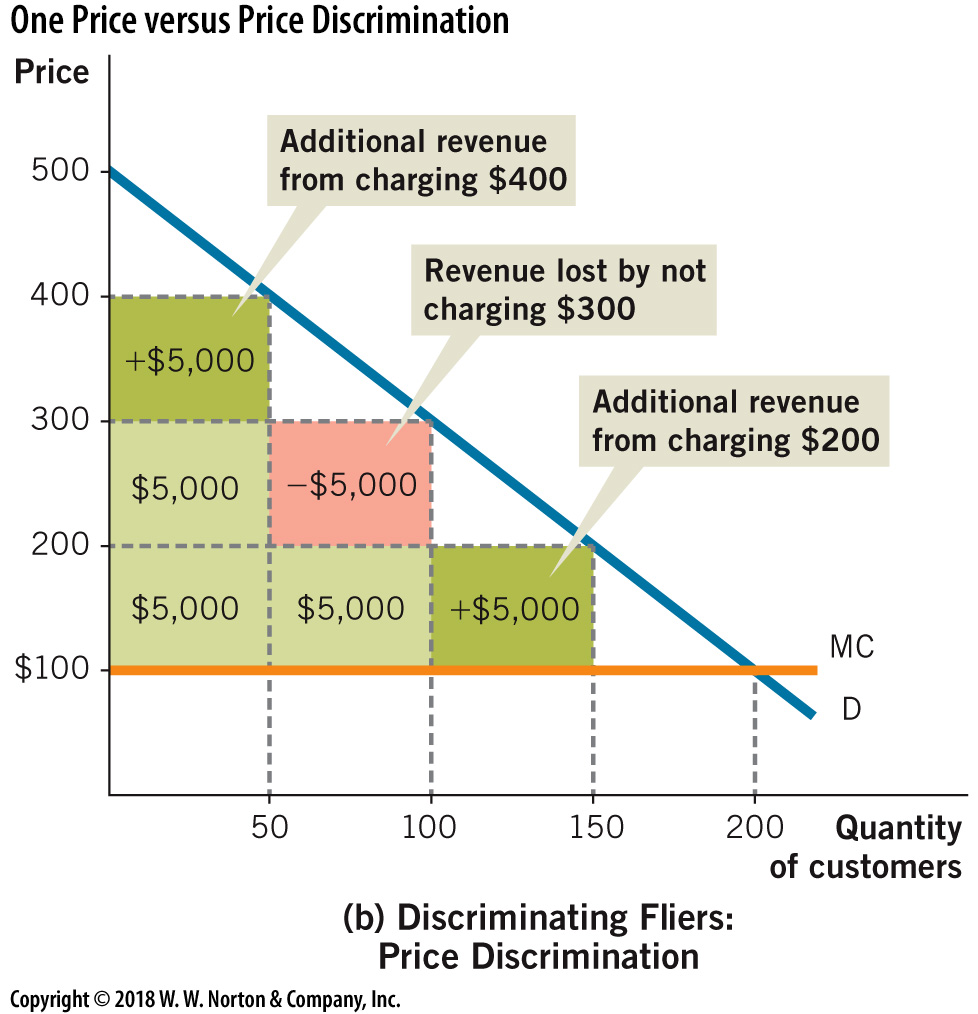 One Price versus Price Discrimination
Price
Additional revenue
from charging $400
500
Revenue lost by not
charging $300
400
+$5,000
Additional revenue
from charging $200
300
$5,000
−$5,000
200
$5,000
$5,000
+$5,000
MC
$100
D
50
100
150
200
Quantity
of customers
(b) Discriminating Fliers:
Price Discrimination
Copyright © 2018 W. W. Norton & Company, Inc.